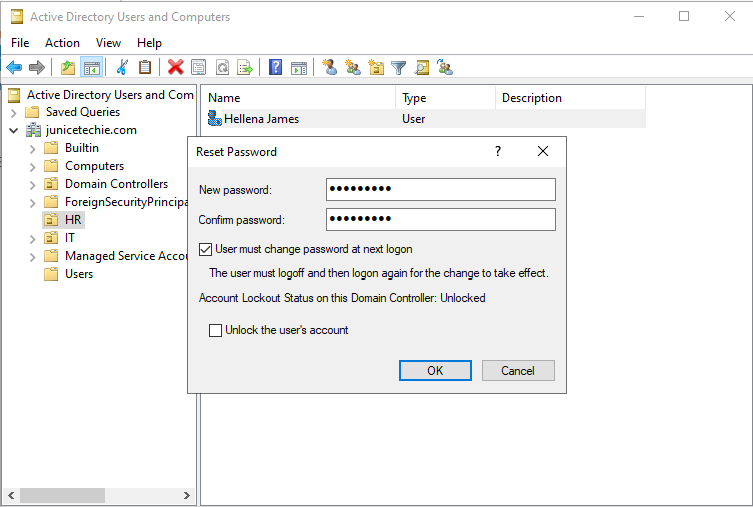 Active Directory Users and Computers
File Action View Help
Active Directory Users and Com
Saved Queries
junicetechie.com
Builtin
Computers
Domain Controllers
ForeignSecurityPrincipa
HR
IT
Managed Service Accou
Users
Name Type Description
Hellena James User
Reset Password ?
New password: •••••••••
Confirm password: •••••••••
User must change password at next logon
The user must logoff and then logon again for the change to take effect.
Account Lockout Status on this Domain Controller: Unlocked
Unlock the user's account
OK Cancel